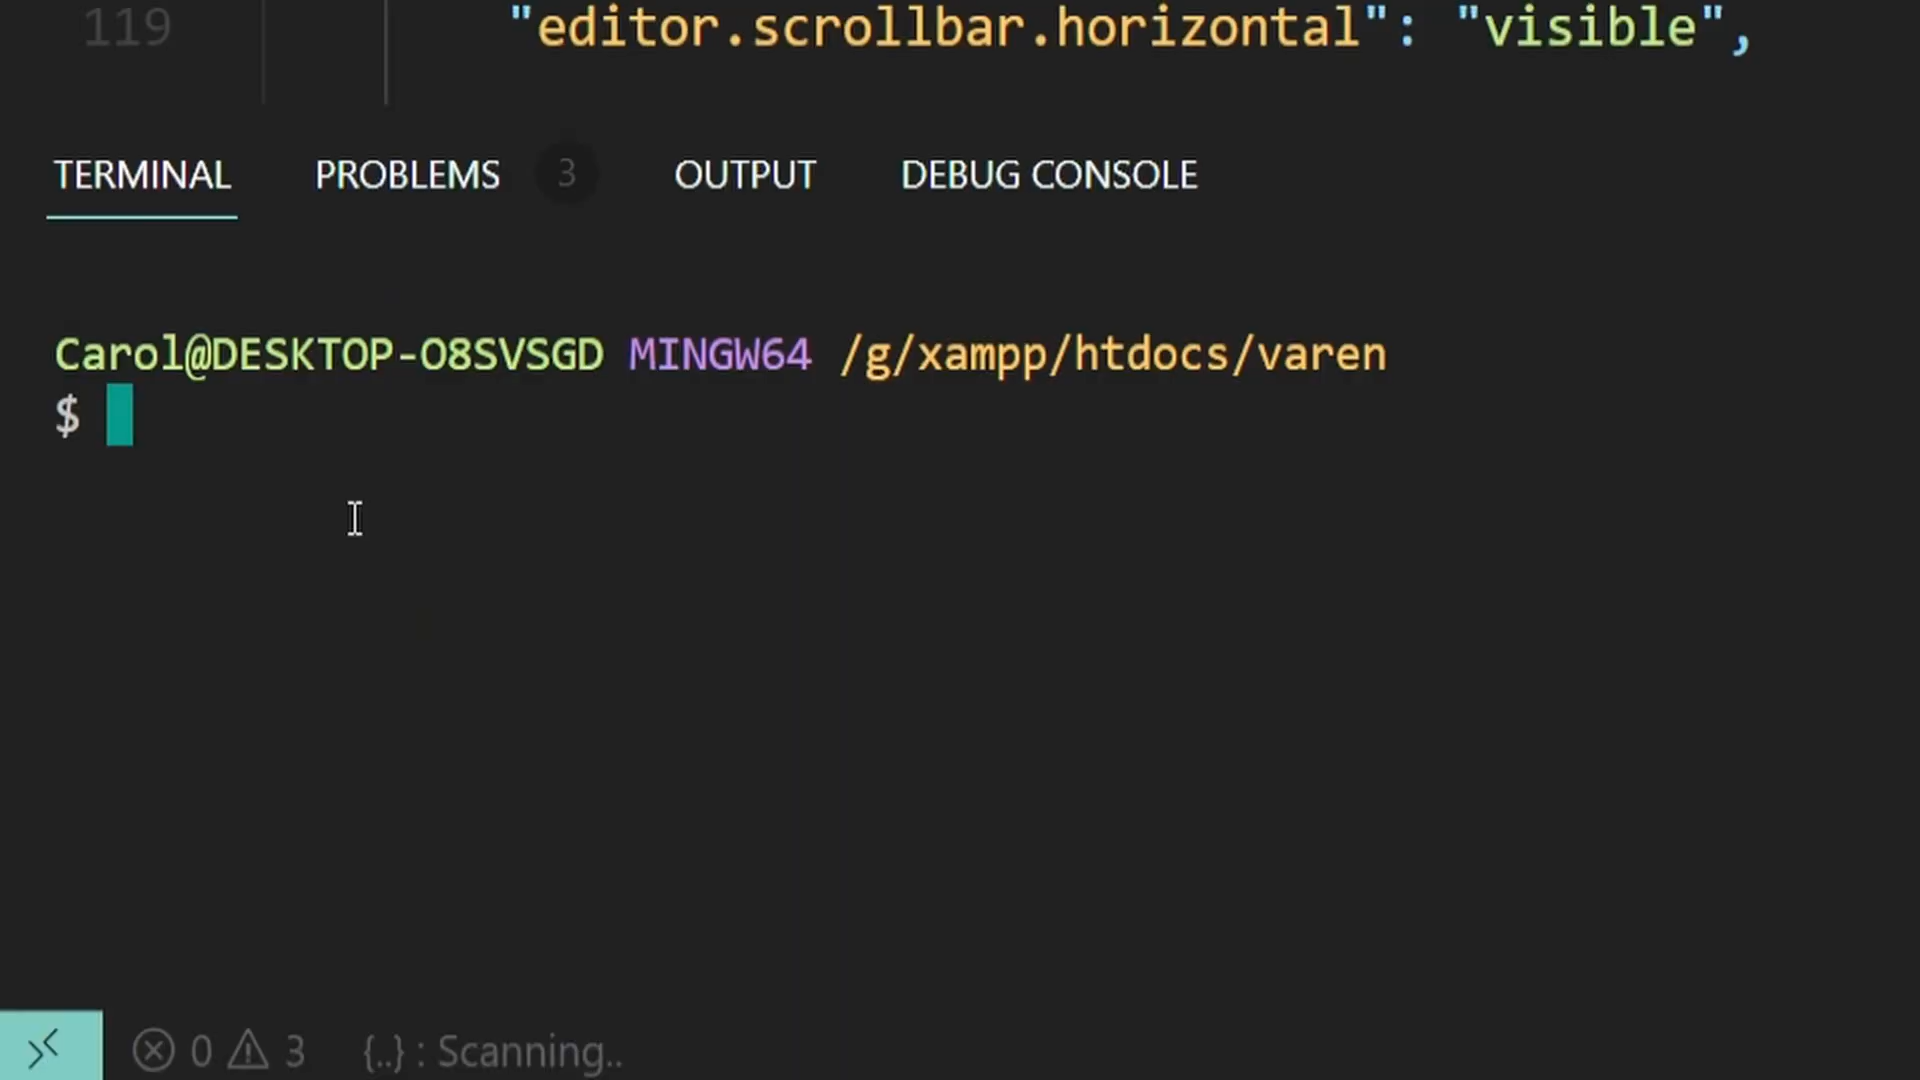 119 "editor.scrollbar.horizontal": "visible",
TERMINAL PROBLEMS 3 OUTPUT DEBUG CONSOLE
Carol@DESKTOP-O8SVSGD MINGW64 /g/xampp/htdocs/varen
$
0 3 {..} : Scanning..